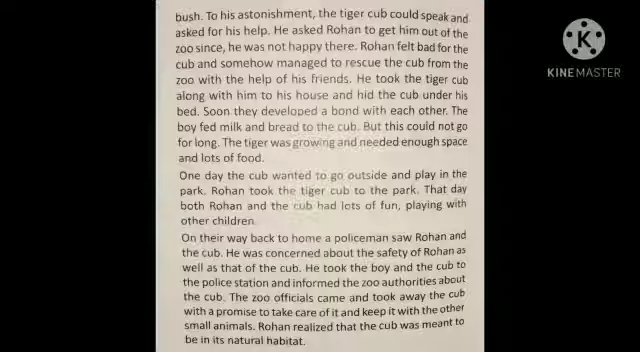 bush. To his astonishment, the tiger cub could speak and
asked for his help. He asked Rohan to get him out of the
zoo since, he was not happy there. Rohan felt bad for the
cub and somehow managed to rescue the cub from the
zoo with the help of his friends. He took the tiger cub
along with him to his house and hid the cub under his
bed. Soon they developed a bond with each other. The
boy fed milk and bread to the cub. But this could not go
for long. The tiger was growing and needed enough space
and lots of food.
One day the cub wanted to go outside and play in the
park. Rohan took the tiger cub to the park. That day
both Rohan and the cub had lots of fun, playing with
other children.
On their way back to home a policeman saw Rohan and
the cub. He was concerned about the safety of Rohan as
well as that of the cub. He took the boy and the cub to
the police station and informed the zoo authorities about
the cub. The zoo officials came and took away the cub
with a promise to take care of it and keep it with the other
small animals. Rohan realized that the cub was meant to
be in its natural habitat.
K
KINEMASTER